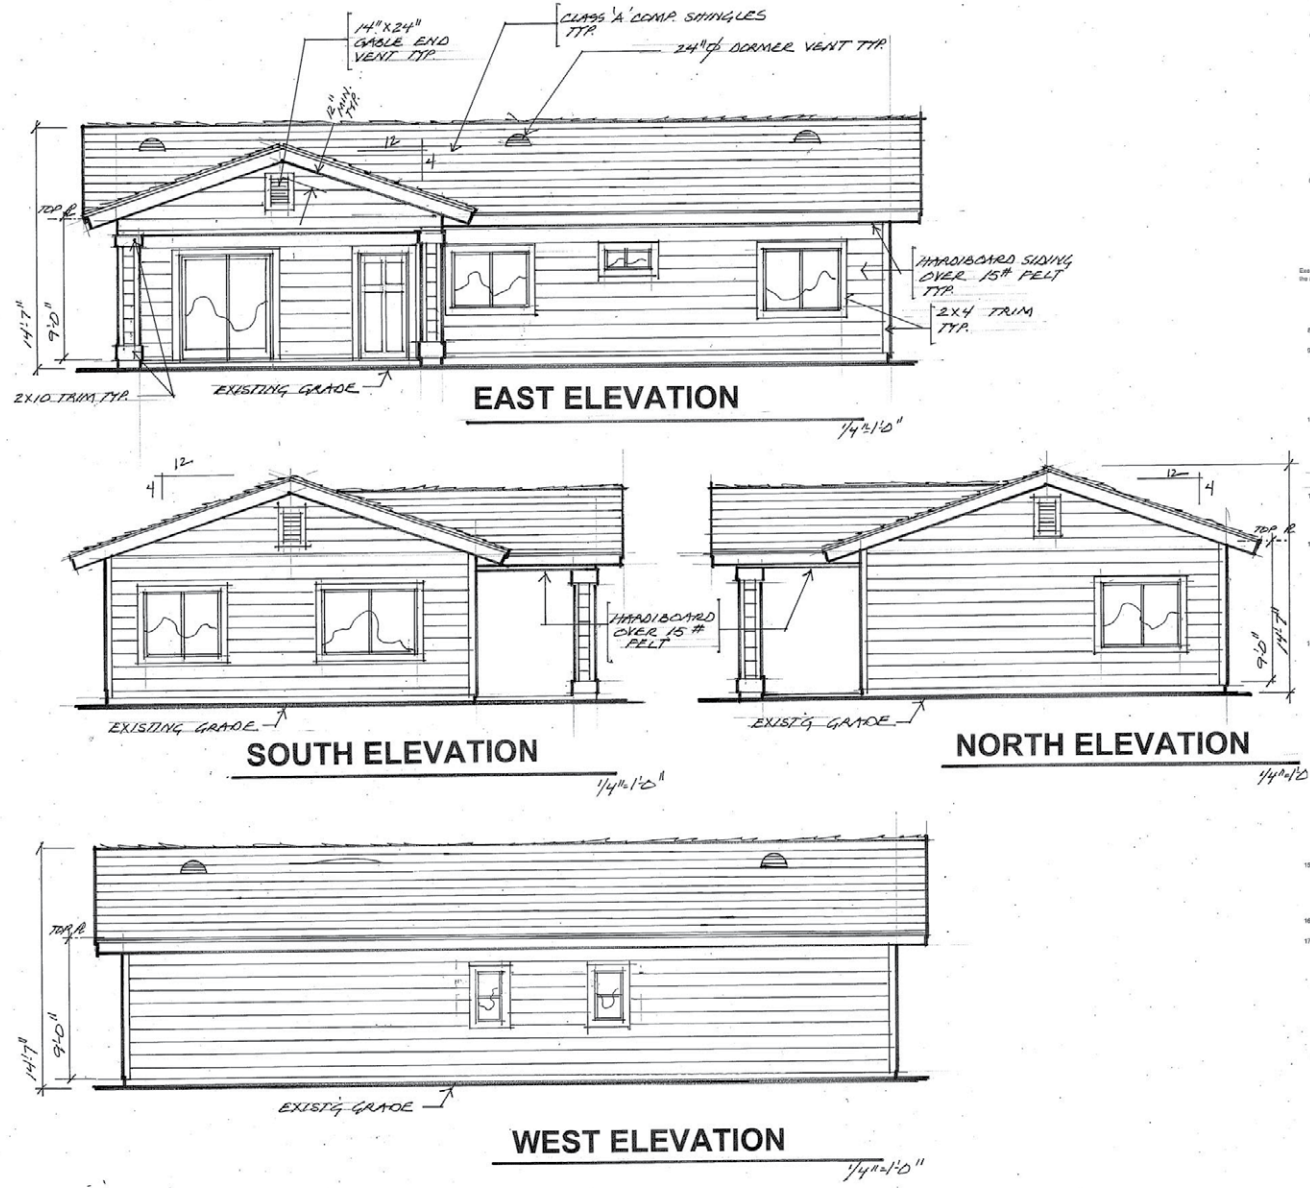 14"X24"
GABLE END
VENT TYP.
CLASS 'A' COMP. SHINGLES
TYP.
24"Ø DORMER VENT TYP.
12"
MIN.
TYP.
12
4
TOP PL
14'-7"
9'-0"
HARDIBOARD SIDING
OVER 15# FELT
TYP.
2X4 TRIM
TYP.
2X10 TRIM TYP.
EXISTING GRADE
EAST ELEVATION
1/4"=1'-0"
12
4
12
4
TOP PL
HARDIBOARD
OVER 15#
FELT
9'-0"
14'-7"
EXISTING GRADE
SOUTH ELEVATION
1/4"=1'-0"
EXIST'G GRADE
NORTH ELEVATION
1/4"=1'-0
TOP PL
14'-7"
9'-0"
EXIST'G GRADE
WEST ELEVATION
1/4"=1'-0"